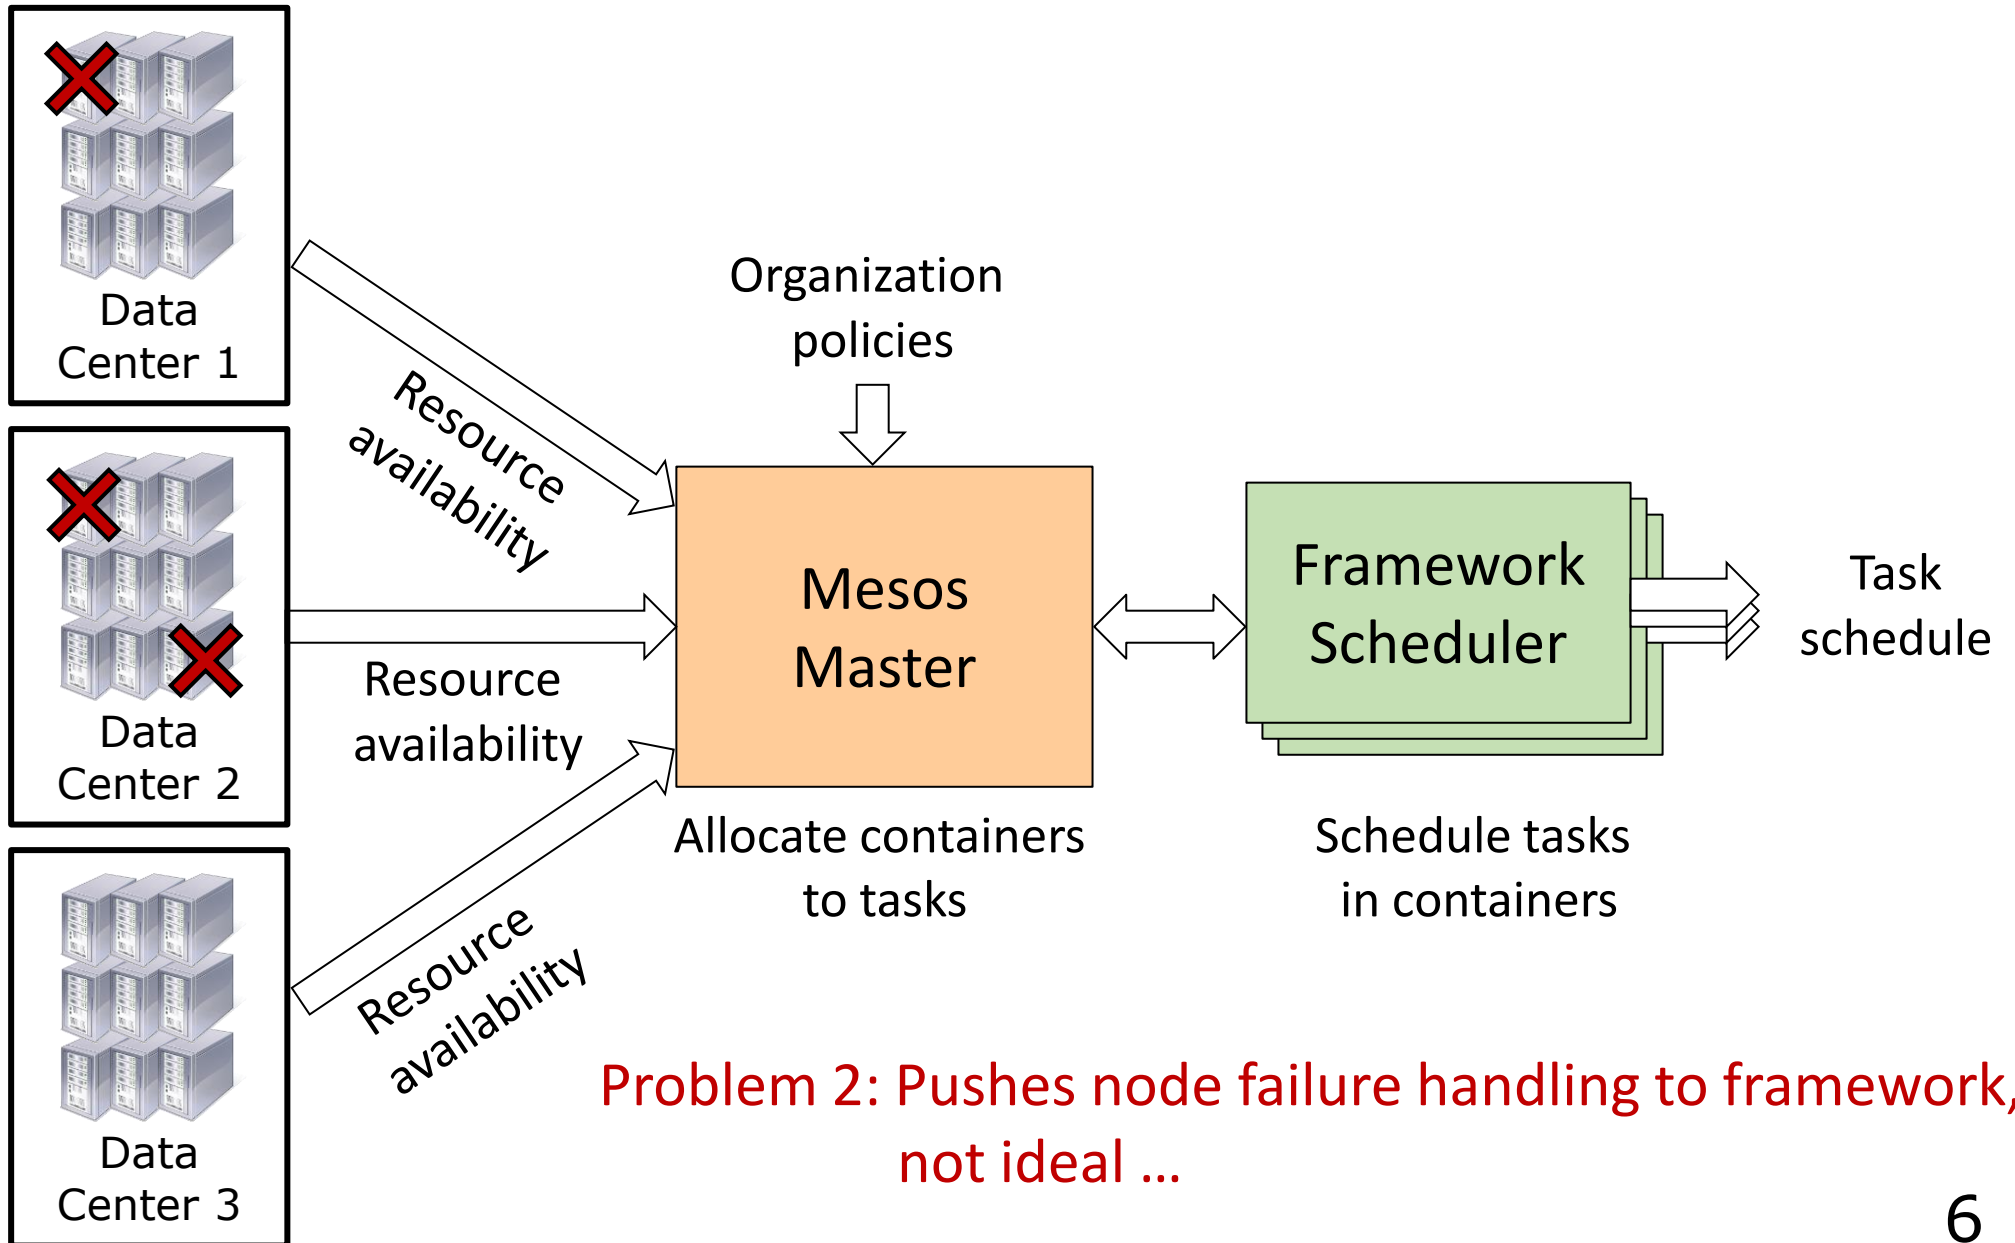 Data
Center 1
Resource
availability
Organization
policies
Data
Center 2
Resource
availability
Mesos
Master
Allocate containers
to tasks
Framework
Scheduler
Schedule tasks
in containers
Task
schedule
Data
Center 3
Resource
availability
Problem 2: Pushes node failure handling to framework,
not ideal ...
6